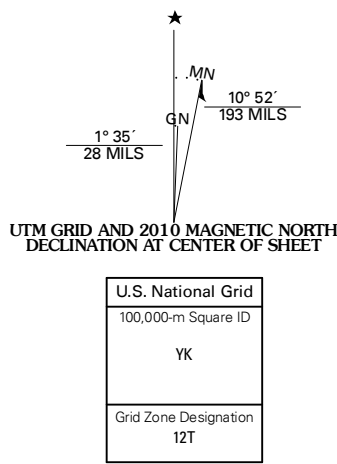 ★
MN
10° 52´
193 MILS
GN
1° 35´
28 MILS
UTM GRID AND 2010 MAGNETIC NORTH
DECLINATION AT CENTER OF SHEET
U.S. National Grid
100,000-m Square ID
YK
Grid Zone Designation
12T